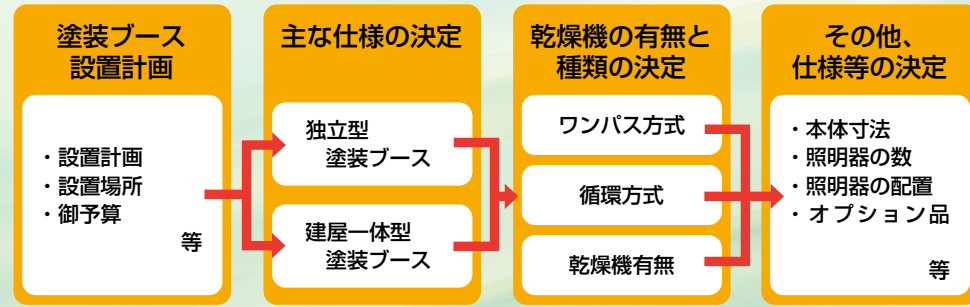 塗装ブース
設置計画
・設置計画
・設置場所
・御予算
等
主な仕様の決定
独立型
塗装ブース
建屋一体型
塗装ブース
乾燥機の有無と
種類の決定
ワンパス方式
循環方式
乾燥機有無
その他、
仕様等の決定
・本体寸法
・照明器の数
・照明器の配置
・オプション品
等